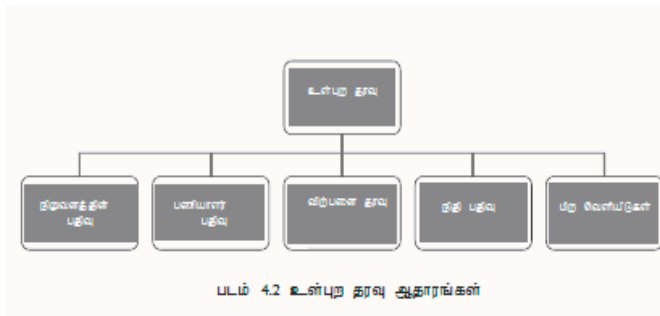 உள்புற தரவு
நிறுவனத்தின்
பதிவு
பணியாளர்
பதிவு
விற்பனை தரவு
நிதி பதிவு
பிற வெளியீடுகள்
படம் 4.2 உள்புற தரவு ஆதாரங்கள்